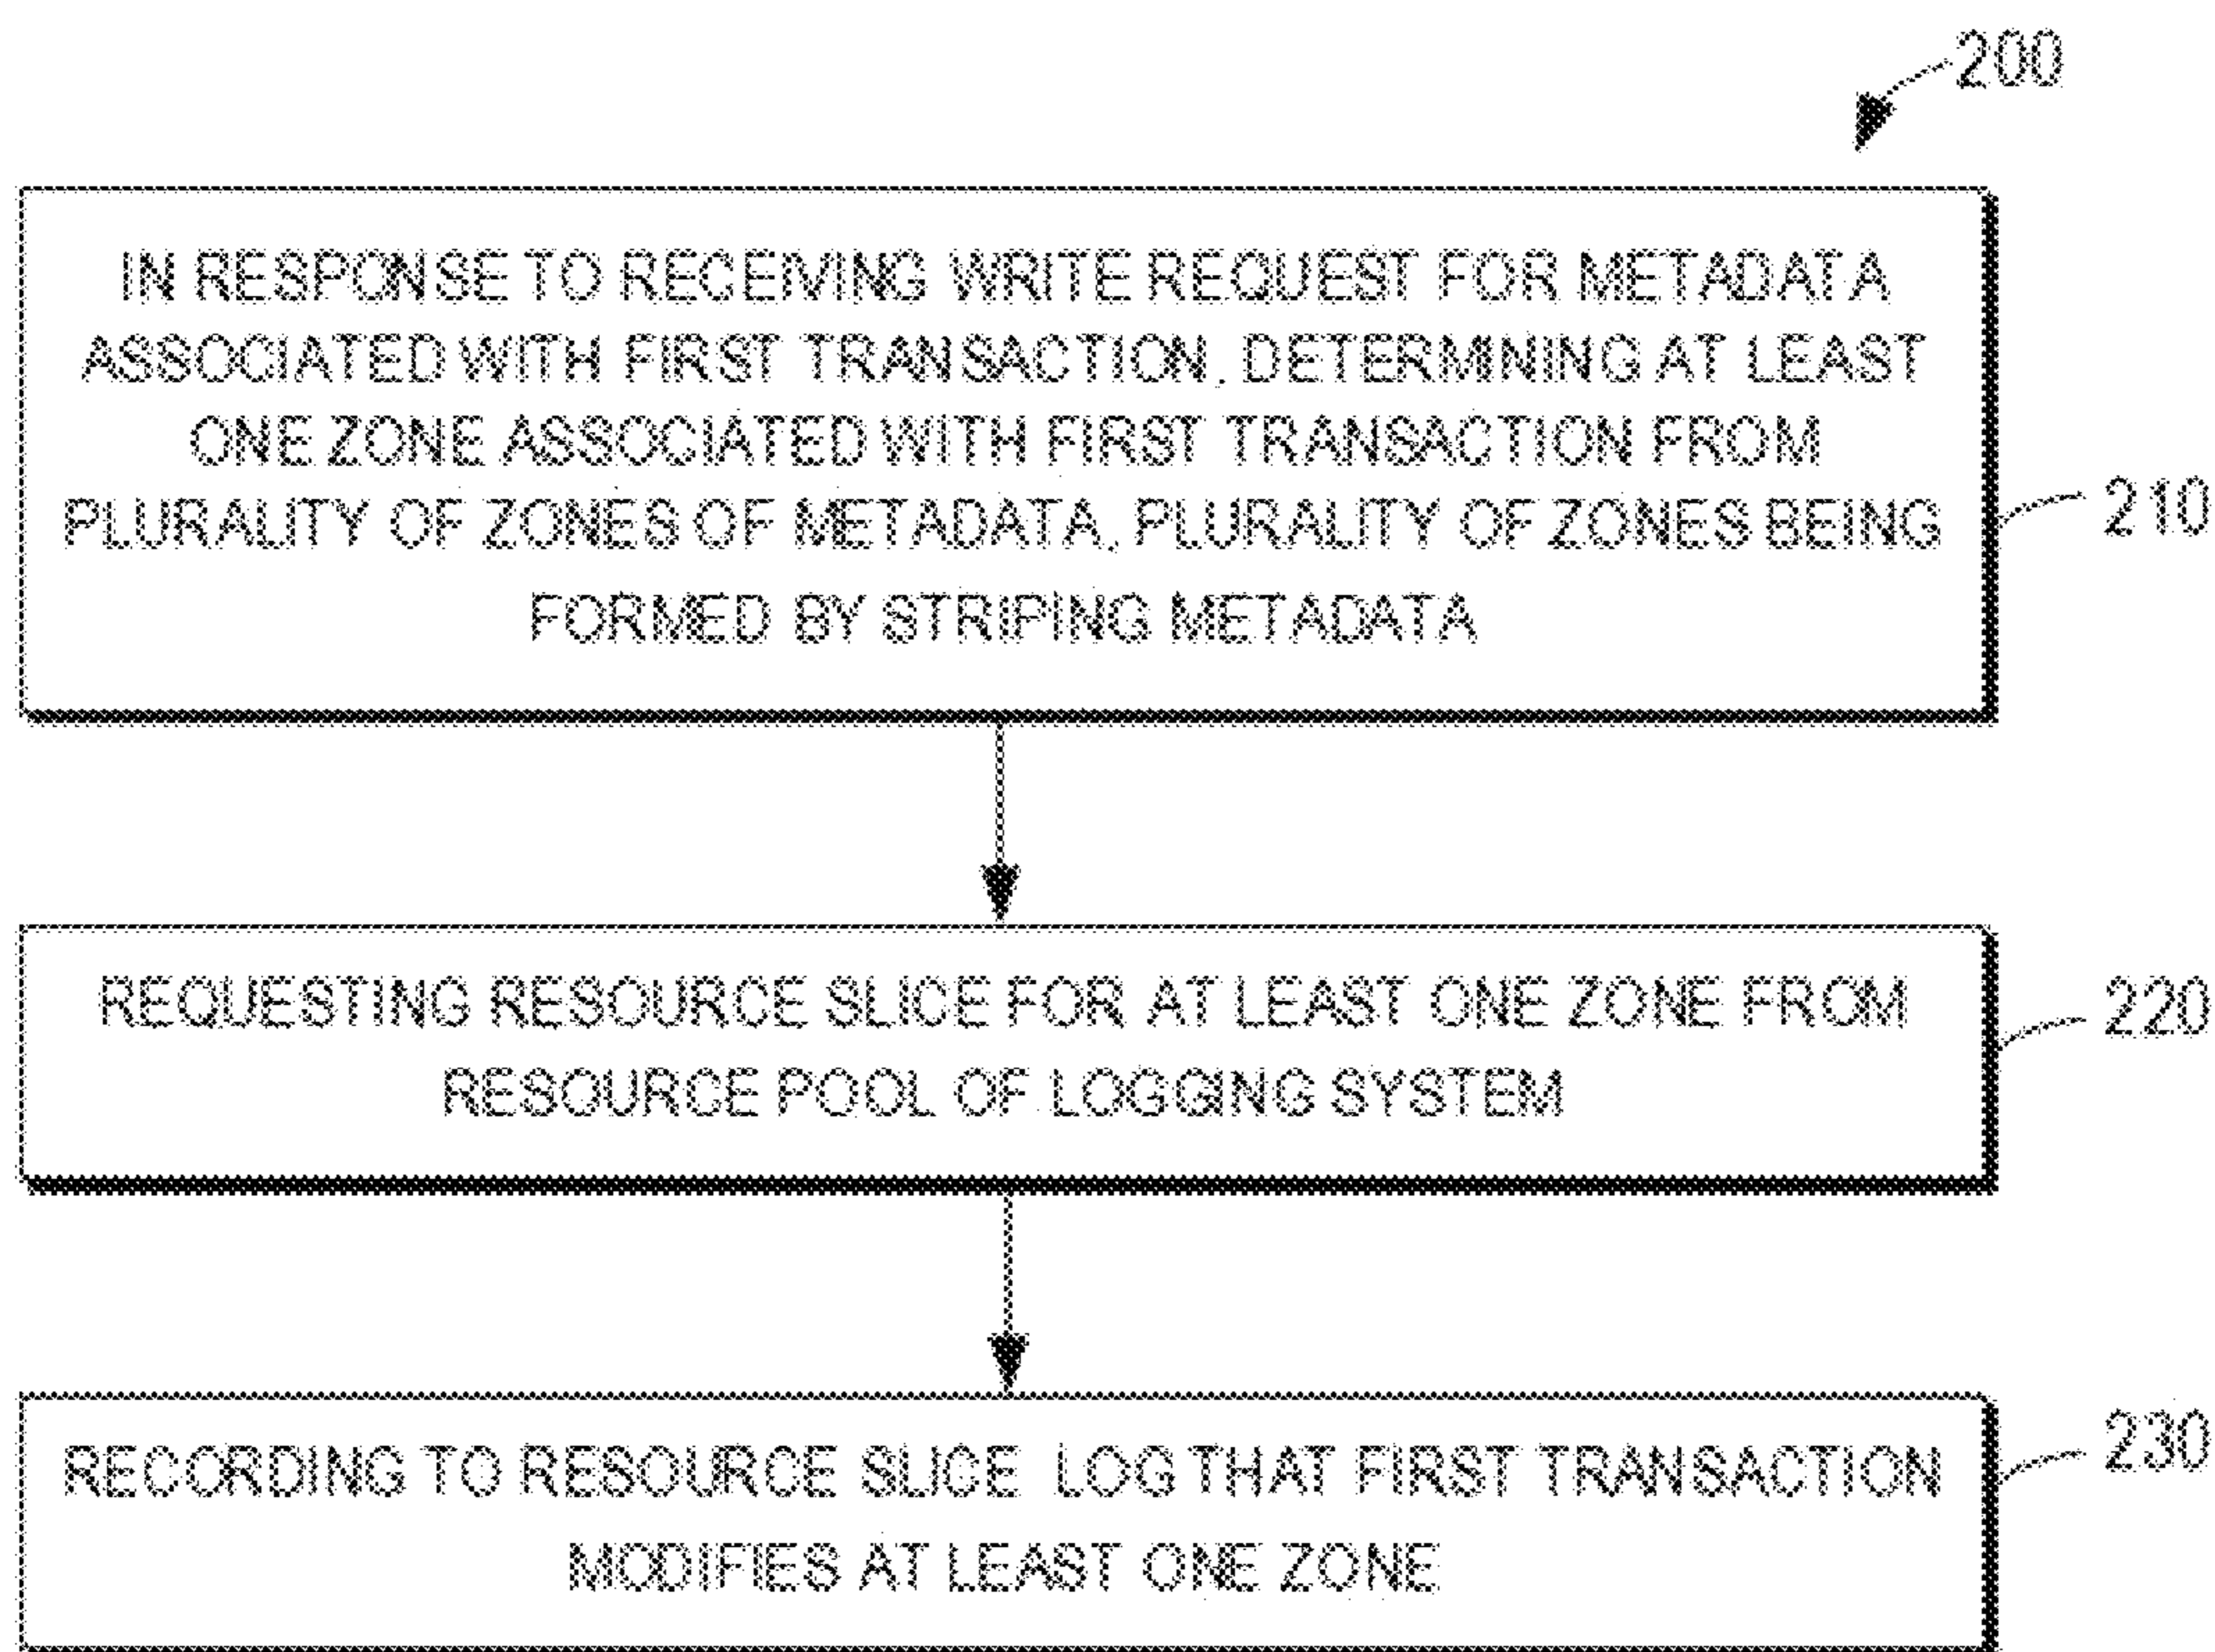 200
IN RESPONSE TO RECEIVING WRITE REQUEST FOR METADATA
ASSOCIATED WITH FIRST TRANSACTION, DETERMINING AT LEAST
ONE ZONE ASSOCIATED WITH FIRST TRANSACTION FROM
PLURALITY OF ZONES OF METADATA, PLURALITY OF ZONES BEING
FORMED BY STRIPING METADATA
210
REQUESTING RESOURCE SLICE FOR AT LEAST ONE ZONE FROM
RESOURCE POOL OF LOGGING SYSTEM
220
RECORDING TO RESOURCE SLICE LOG THAT FIRST TRANSACTION
MODIFIES AT LEAST ONE ZONE
230